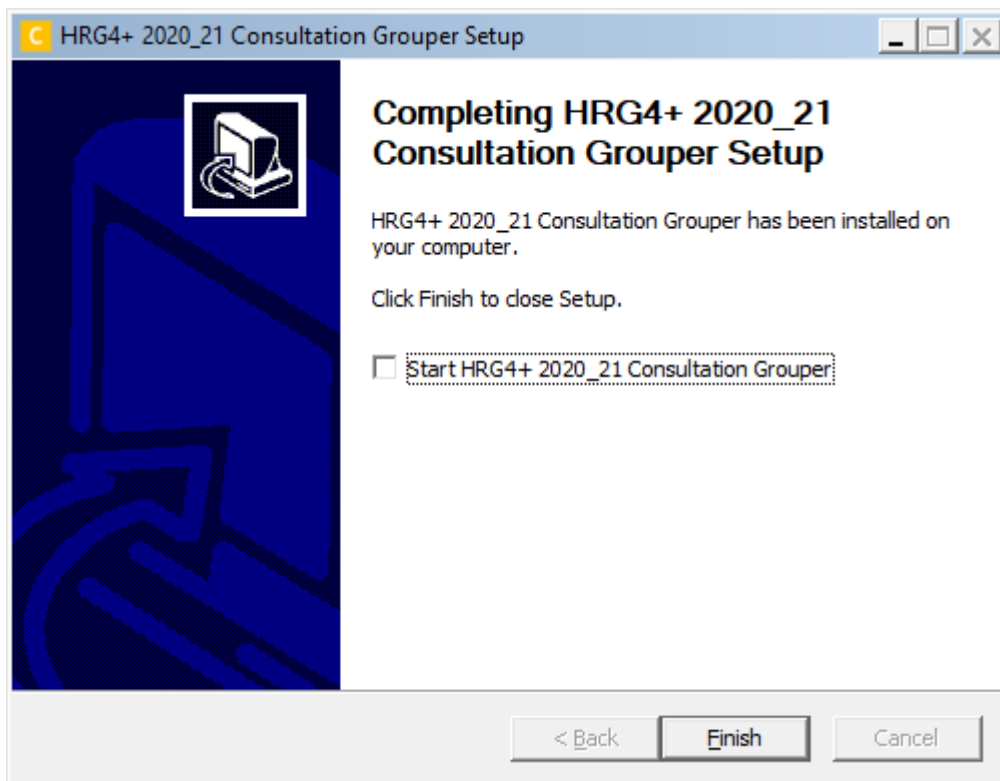 C HRG4+ 2020_21 Consultation Grouper Setup
Completing HRG4+ 2020_21
Consultation Grouper Setup
HRG4+ 2020_21 Consultation Grouper has been installed on
your computer.
Click Finish to close Setup.
Start HRG4+ 2020_21 Consultation Grouper
< Back Finish Cancel